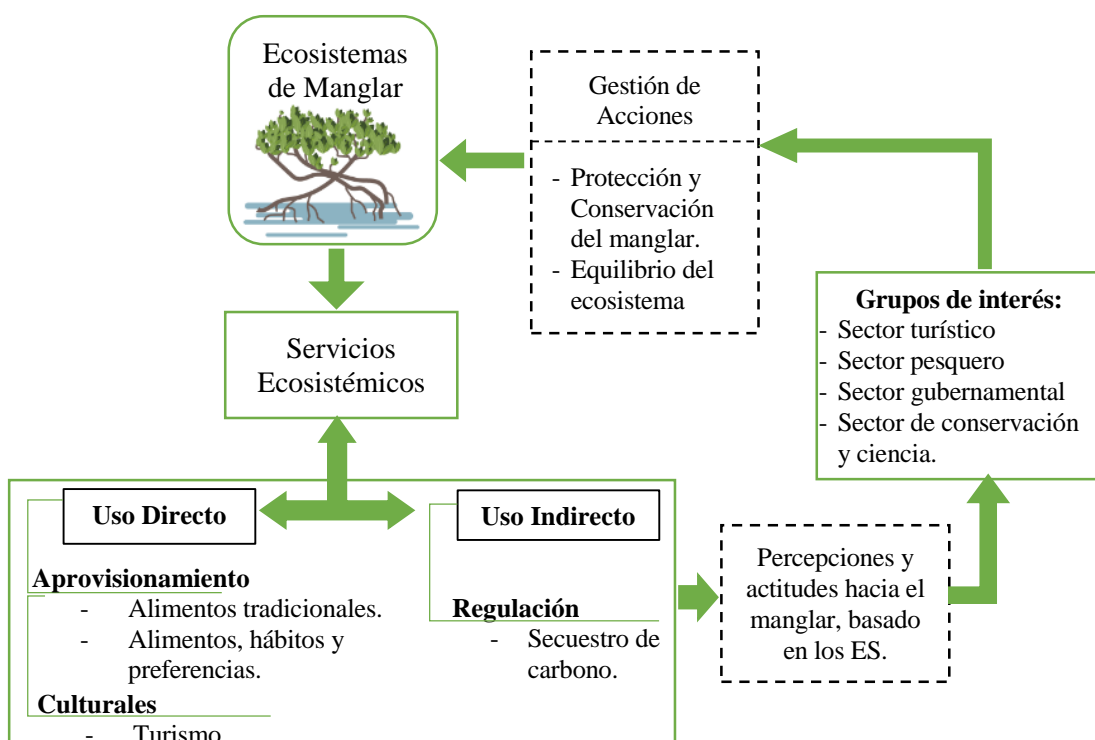 Ecosistemas
de Manglar
Gestión de
Acciones
- Protección y
Conservación
del manglar.
- Equilibrio del
ecosistema
Servicios
Ecosistémicos
Grupos de interés:
- Sector turístico
- Sector pesquero
- Sector gubernamental
- Sector de conservación
y ciencia.
Uso Directo
Aprovisionamiento
- Alimentos tradicionales.
- Alimentos, hábitos y
preferencias.
Culturales
- Turismo
Uso Indirecto
Regulación
- Secuestro de
carbono.
Percepciones y
actitudes hacia el
manglar, basado
en los ES.